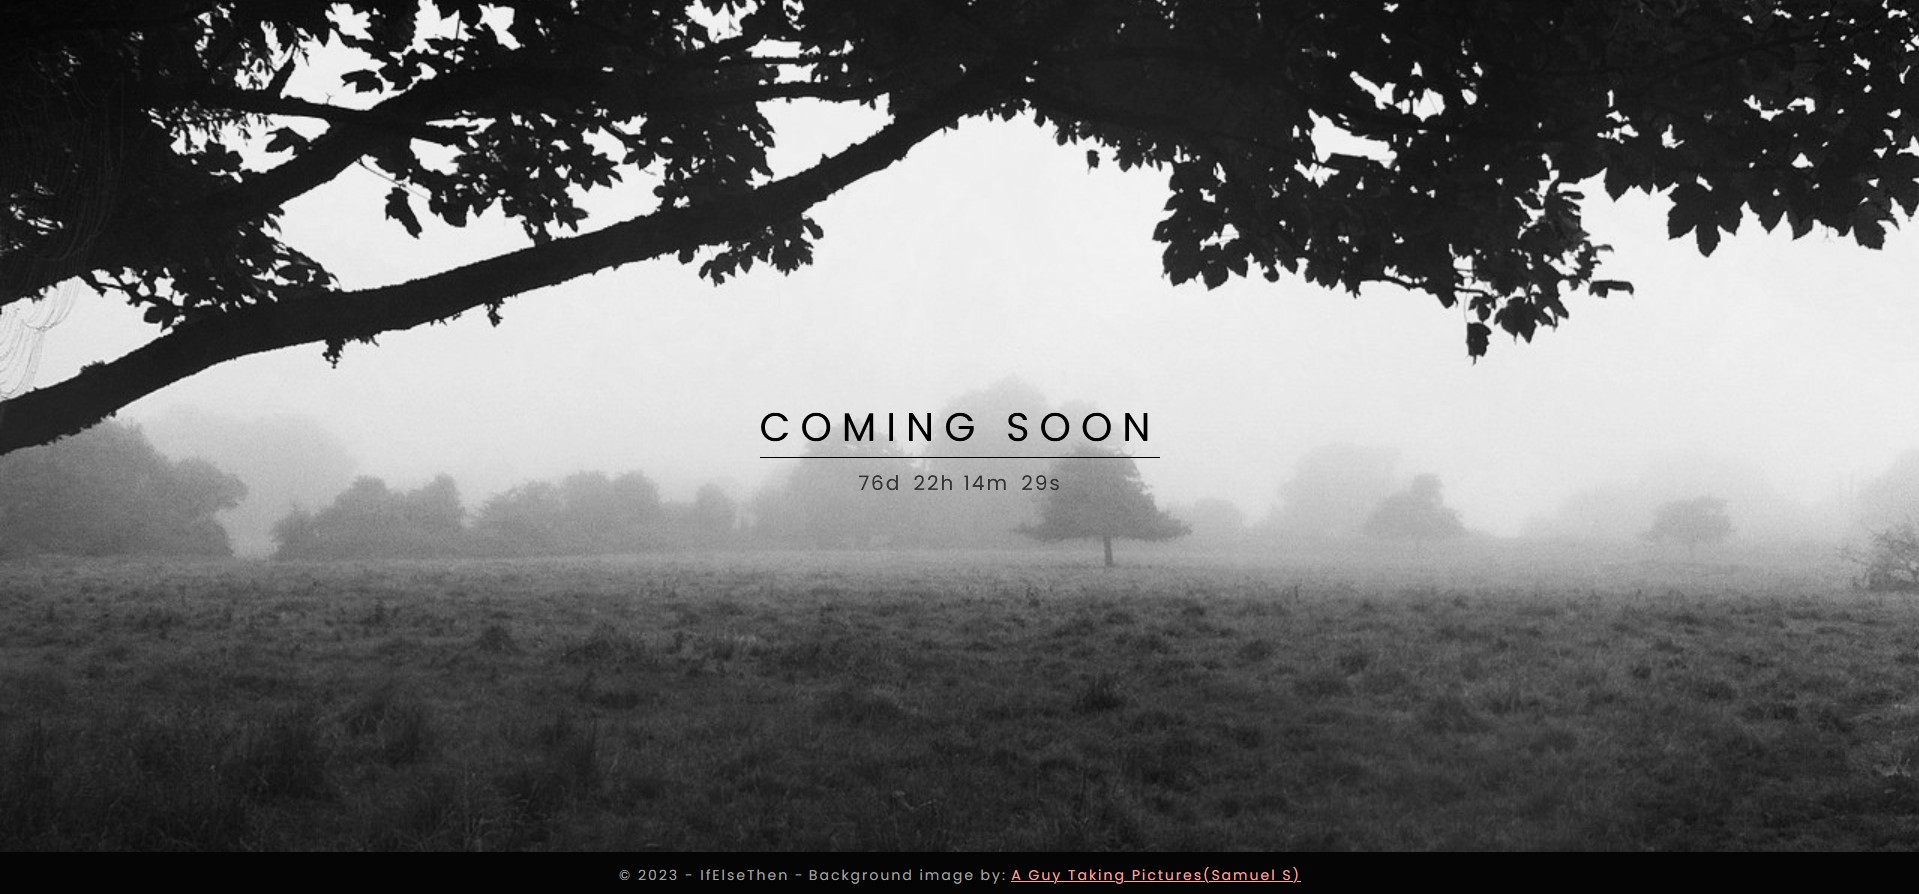 COMING SOON
76d 22h 14m 29s
© 2023 - IfElseThen - Background image by: A Guy Taking Pictures(Samuel S)